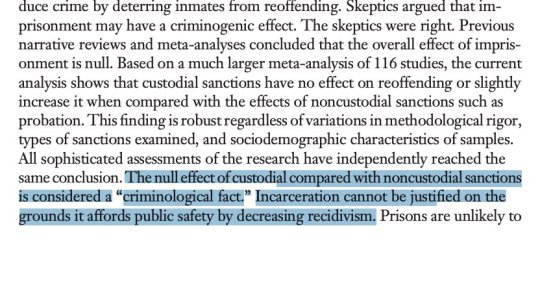 duce crime by deterring inmates from reoffending. Skeptics argued that im-
prisonment may have a criminogenic effect. The skeptics were right. Previous
narrative reviews and meta-analyses concluded that the overall effect of impris-
onment is null. Based on a much larger meta-analysis of 116 studies, the current
analysis shows that custodial sanctions have no effect on reoffending or slightly
increase it when compared with the effects of noncustodial sanctions such as
probation. This finding is robust regardless of variations in methodological rigor,
types of sanctions examined, and sociodemographic characteristics of samples.
All sophisticated assessments of the research have independently reached the
same conclusion. The null effect of custodial compared with noncustodial sanctions
is considered a “criminological fact.” Incarceration cannot be justified on the
grounds it affords public safety by decreasing recidivism. Prisons are unlikely to